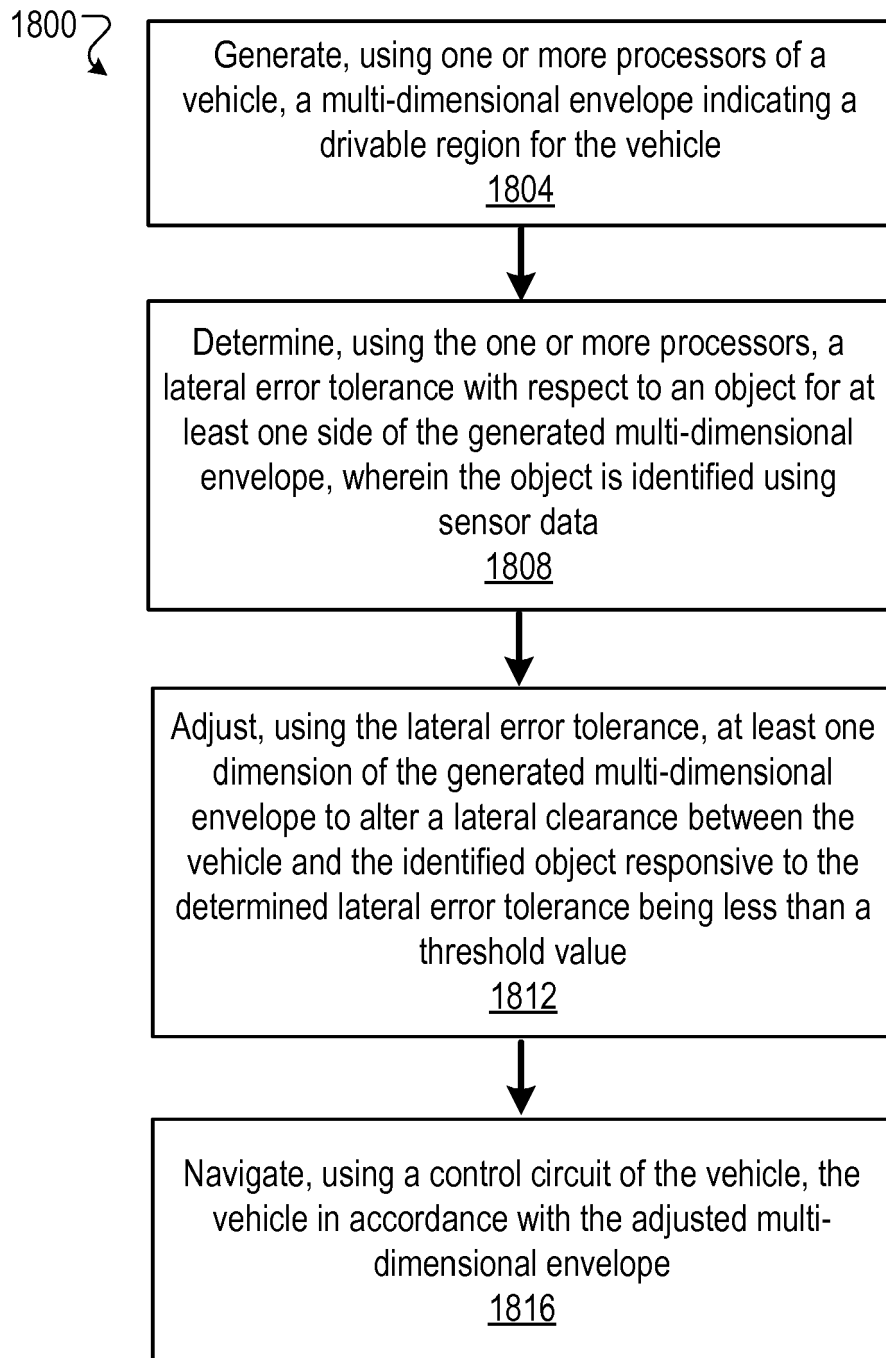 1800
Generate, using one or more processors of a
vehicle, a multi-dimensional envelope indicating a
drivable region for the vehicle
1804
Determine, using the one or more processors, a
lateral error tolerance with respect to an object for at
least one side of the generated multi-dimensional
envelope, wherein the object is identified using
sensor data
1808
Adjust, using the lateral error tolerance, at least one
dimension of the generated multi-dimensional
envelope to alter a lateral clearance between the
vehicle and the identified object responsive to the
determined lateral error tolerance being less than a
threshold value
1812
Navigate, using a control circuit of the vehicle, the
vehicle in accordance with the adjusted multi-
dimensional envelope
1816